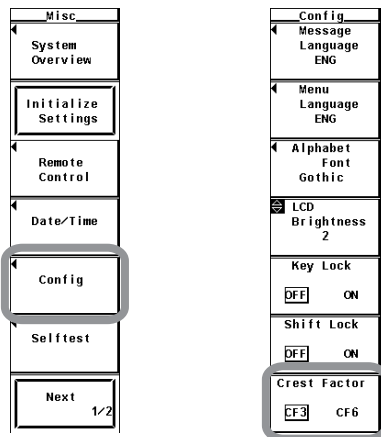 Misc
System
Overview
Initialize
Settings
Remote
Control
Date/Time
Config
Selftest
Next
1/2
Config
Message
Language
ENG
Menu
Language
ENG
Alphabet
Font
Gothic
LCD
Brightness
2
Key Lock
OFF ON
Shift Lock
OFF ON
Crest Factor
CF3 CF6